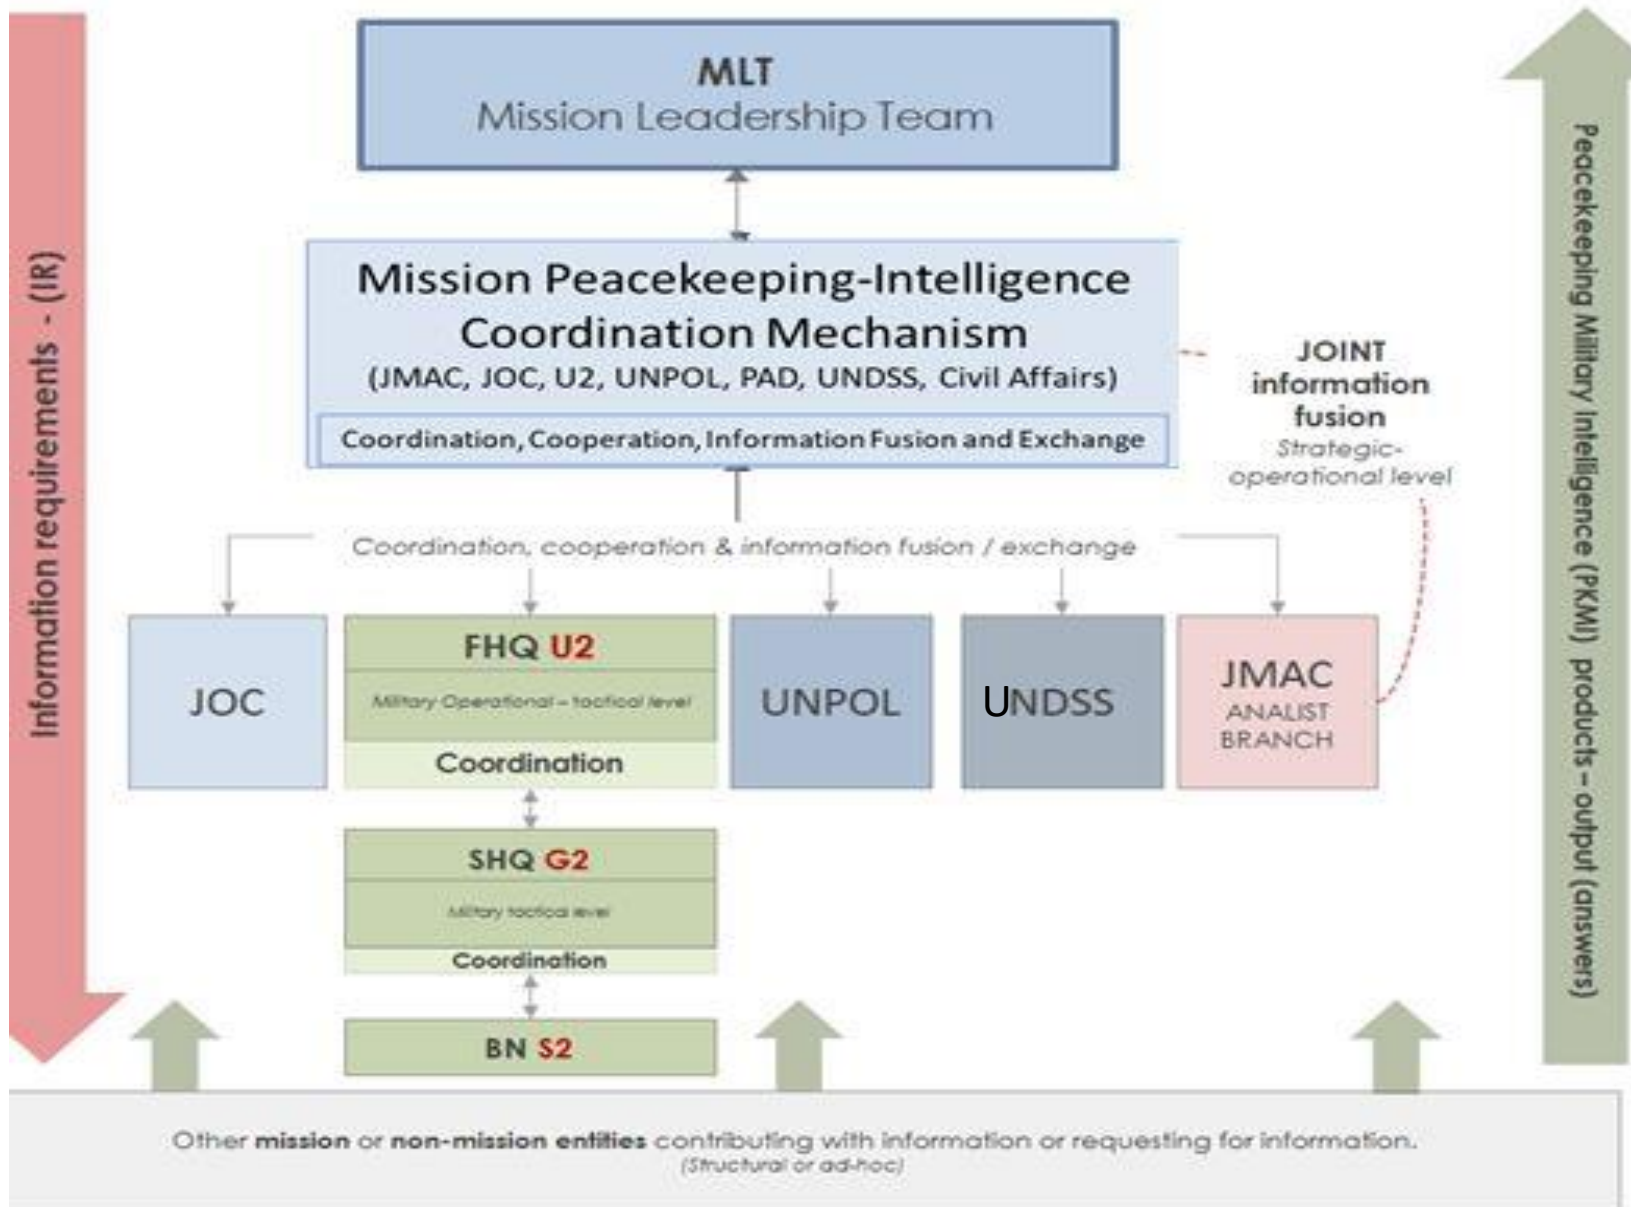 MLT
Mission Leadership Team
Mission Peacekeeping-Intelligence
Coordination Mechanism
(JMAC, JOC, U2, UNPOL, PAD, UNDSS, Civil Affairs)
Coordination, Cooperation, Information Fusion and Exchange
JOINT
information
fusion
Strategic-
operational level
Information requirements - (IR)
Peacekeeping Military Intelligence (PKMI) products – output (answers)
Coordination, cooperation & information fusion / exchange
JOC
FHQ U2
Military Operational – tactical level
Coordination
UNPOL
UNDSS
JMAC
ANALIST
BRANCH
SHQ G2
Military tactical level
Coordination
BN S2
Other mission or non-mission entities contributing with information or requesting for information.
(Structural or ad-hoc)